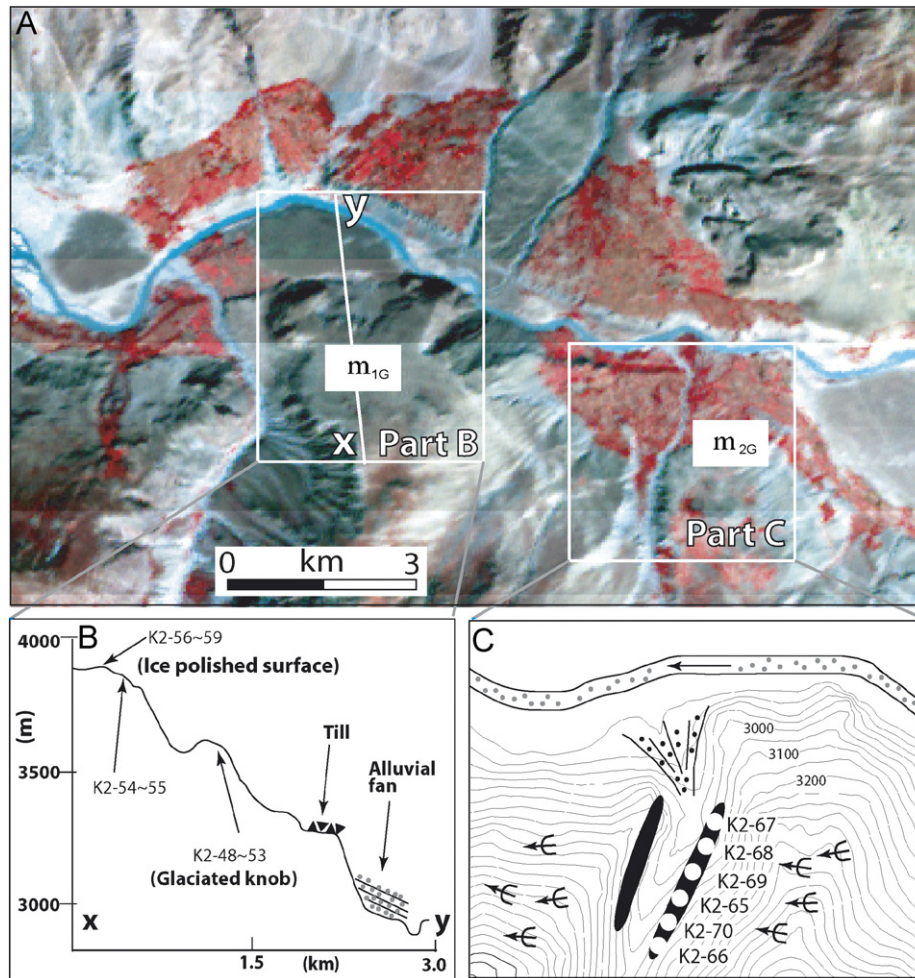 A
y
m1G
x Part B
m2G
Part C
km
0 3
B
4000
K2-56~59
(Ice polished surface)
(m)
Till
3500
Alluvial
fan
K2-54~55
K2-48~53
(Glaciated knob)
3000
x y
1.5 3.0
(km)
C
3000
3100
3200
K2-67
K2-68
K2-69
K2-65
K2-70
K2-66